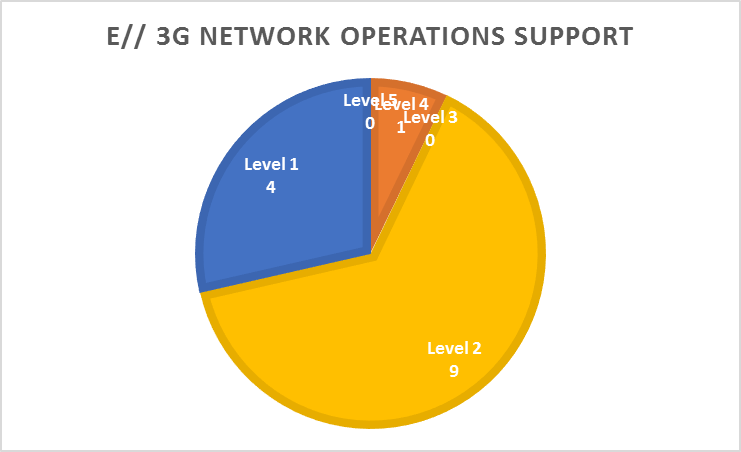 E// 3G NETWORK OPERATIONS SUPPORT
Level 5
0
Level 4
1
Level 3
0
Level 1
4
Level 2
9